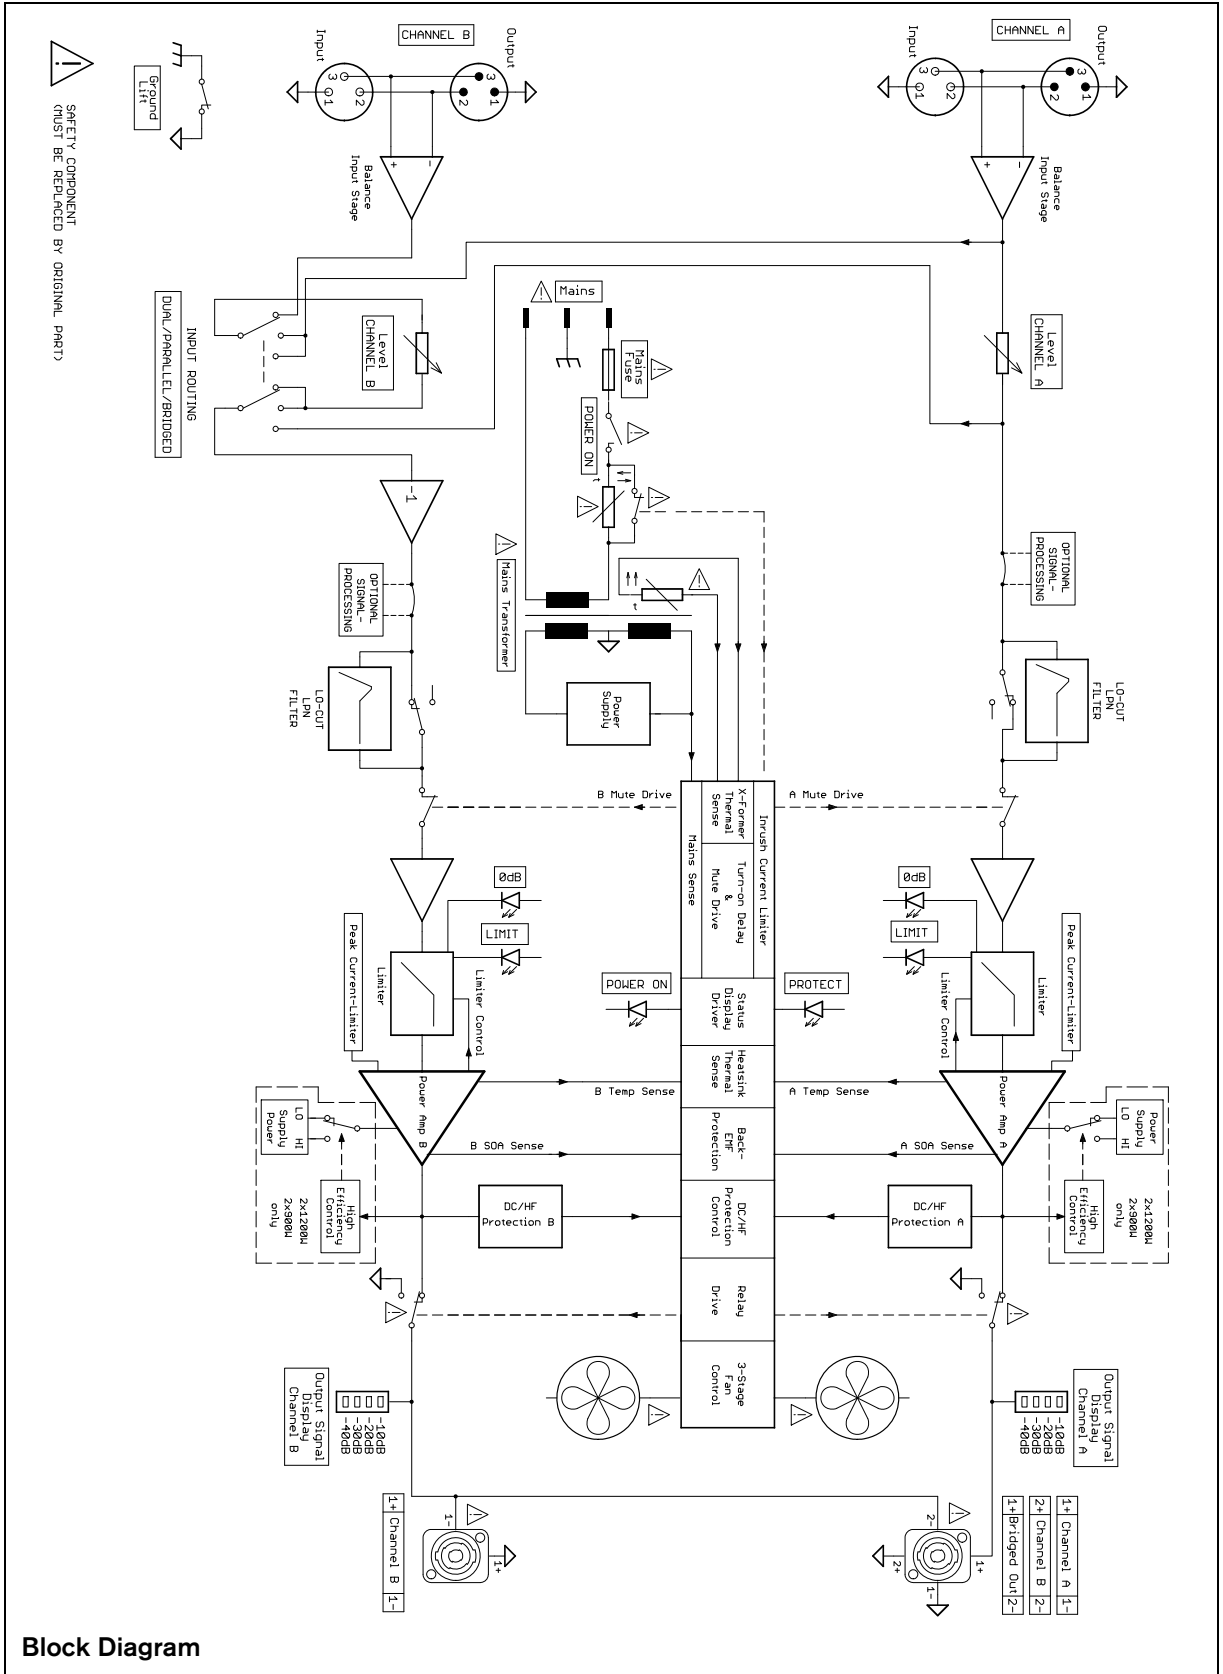 CHANNEL A
Input
Output
3
1
2
3
1
2
+
-
Balance
Input Stage
Level
CHANNEL A
OPTIONAL
SIGNAL-
PROCESSING
LO-CUT
LPN
FILTER
A Mute Drive
0dB
LIMIT
Limiter
Limiter Control
Peak Current-Limiter
Power Amp A
A Temp Sense
A SOA Sense
Power
Supply
LO HI
High
Efficiency
Control
2x1200W
2x900W
only
DC/HF
Protection A
Output Signal
Display
Channel A
-10dB
-20dB
-30dB
-40dB
1+ Channel A 1-
2+ Channel B 2-
1+ Bridged Out 2-
1+
1-
2+
2-
Mains
Mains
Fuse
POWER ON
t
t
Mains Transformer
Power
Supply
Inrush Current Limiter
X-Former
Thermal
Sense
Turn-on Delay
&
Mute Drive
Mains Sense
PROTECT
POWER ON
Status
Display
Driver
Heatsink
Thermal
Sense
Back-
EMF
Protection
DC/HF
Protection
Control
Relay
Drive
3-Stage
Fan
Control
CHANNEL B
Input
Output
3
1
2
3
1
2
+
-
Balance
Input Stage
Level
CHANNEL B
INPUT ROUTING
DUAL/PARALLEL/BRIDGED
-1
OPTIONAL
SIGNAL-
PROCESSING
LO-CUT
LPN
FILTER
B Mute Drive
0dB
LIMIT
Limiter
Limiter Control
Peak Current-Limiter
Power Amp B
B Temp Sense
B SOA Sense
Power
Supply
LO HI
High
Efficiency
Control
2x1200W
2x900W
only
DC/HF
Protection B
Output Signal
Display
Channel B
-10dB
-20dB
-30dB
-40dB
1+ Channel B 1-
1-
1+
Ground
Lift
SAFETY COMPONENT
(MUST BE REPLACED BY ORIGINAL PART)
Block Diagram